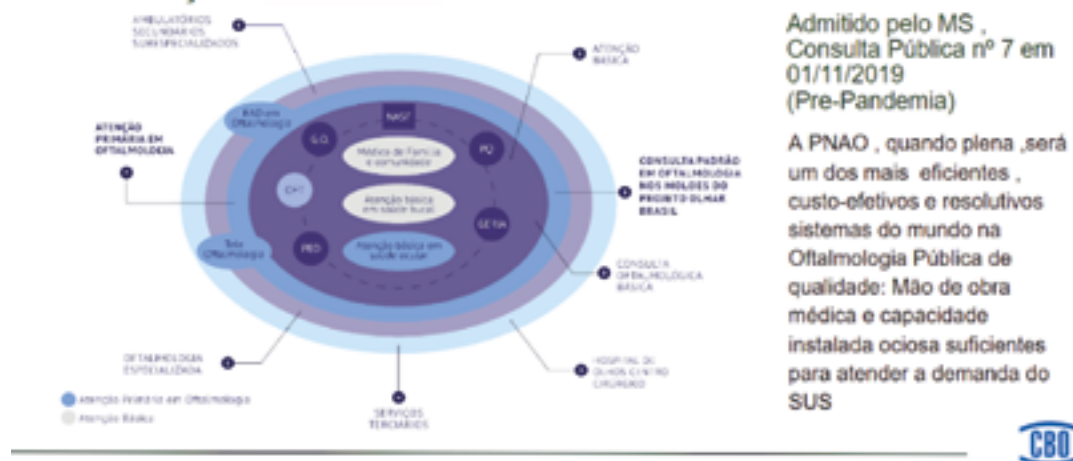 AMBULATÓRIOS
SECUNDÁRIOS
SUBESPECIALIZADOS
ATENÇÃO
BÁSICA
ATENÇÃO
PRIMÁRIA EM
OFTALMOLOGIA
Oftalmologia
NASF
G.O.
PQ
Médico de Família
e comunidade
OFT
Atenção básica
em saúde bucal
PED
Atenção básica em
saúde ocular
Tele
Oftalmologia
CONSULTA PADRÃO
EM OFTALMOLOGIA
NOS MOLDES DO
PROJETO OLHAR
BRASIL
CONSULTA
OFTALMOLÓGICA
BÁSICA
OFTALMOLOGIA
ESPECIALIZADA
HOSPITAL DE
OLHOS CENTRO
CIRÚRGICO
SERVIÇOS
TERCIÁRIOS
Atenção Primária em Oftalmologia
Atenção Básica
Admitido pelo MS ,
Consulta Pública nº 7 em
01/11/2019
(Pre-Pandemia)
A PNAO , quando plena ,será
um dos mais eficientes ,
custo-efetivos e resolutivos
sistemas do mundo na
Oftalmologia Pública de
qualidade: Mão de obra
médica e capacidade
instalada ociosa suficientes
para atender a demanda do
SUS
CBO